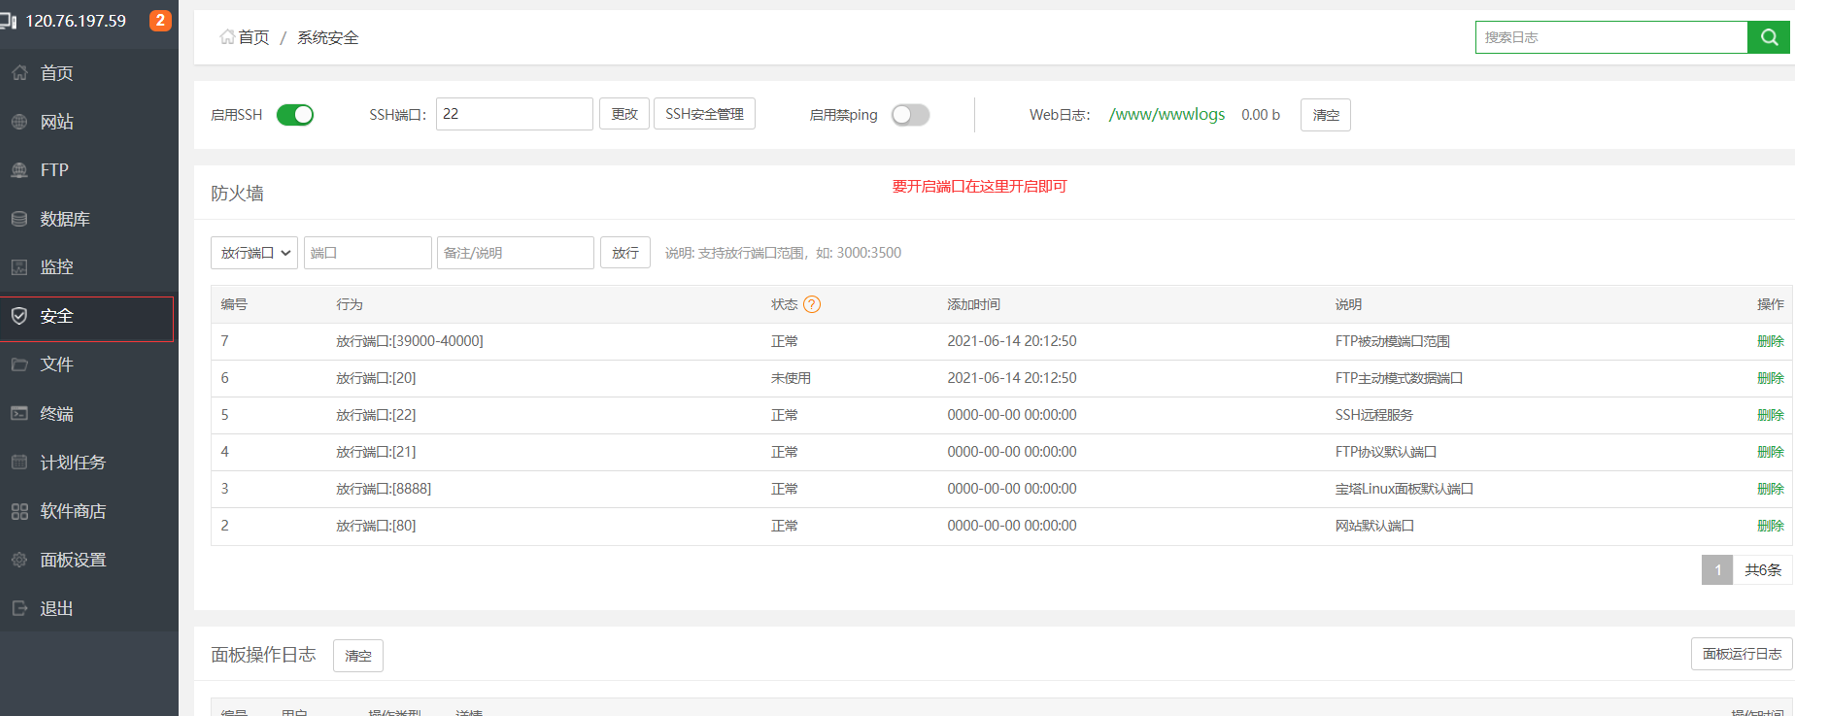 120.76.197.59 2
首页
网站
FTP
数据库
监控
安全
文件
终端
计划任务
软件商店
面板设置
退出
首页 / 系统安全
搜索日志
启用SSH SSH端口: 22 更改 SSH安全管理 启用禁ping Web日志: /www/wwwlogs 0.00 b 清空
防火墙
要开启端口在这里开启即可
放行端口 端口 备注/说明 放行 说明: 支持放行端口范围，如: 3000:3500
编号 行为 状态 ? 添加时间 说明 操作
7 放行端口:[39000-40000] 正常 2021-06-14 20:12:50 FTP被动模端口范围 删除
6 放行端口:[20] 未使用 2021-06-14 20:12:50 FTP主动模式数据端口 删除
5 放行端口:[22] 正常 0000-00-00 00:00:00 SSH远程服务 删除
4 放行端口:[21] 正常 0000-00-00 00:00:00 FTP协议默认端口 删除
3 放行端口:[8888] 正常 0000-00-00 00:00:00 宝塔Linux面板默认端口 删除
2 放行端口:[80] 正常 0000-00-00 00:00:00 网站默认端口 删除
1 共6条
面板操作日志 清空 面板运行日志
编号 用户 操作类型 详情 操作时间